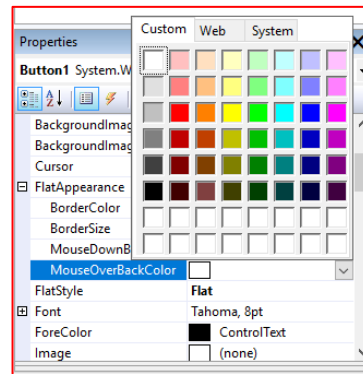 Custom Web System
Properties
Button1 System.W
BackgroundImag
BackgroundImag
Cursor
FlatAppearance
BorderColor
BorderSize
MouseDownB
MouseOverBackColor
FlatStyle Flat
Font Tahoma, 8pt
ForeColor ControlText
Image (none)